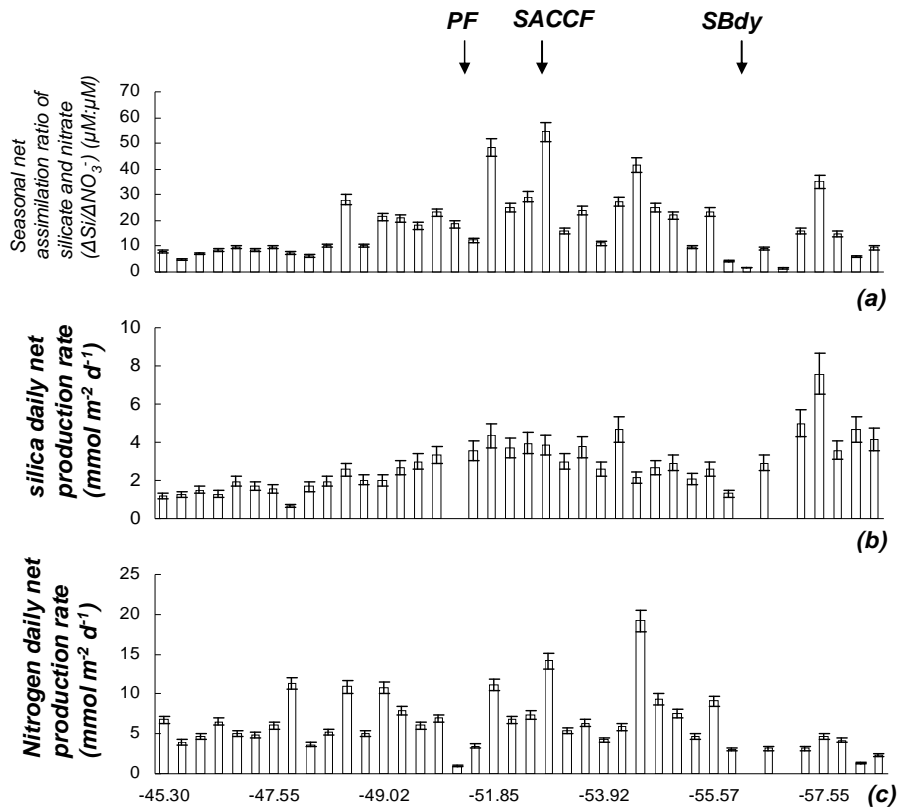 PF SACCF SBdy
Seasonal net
assimilation ratio of
silicate and nitrate
(ΔSi/ΔNO₃⁻) (μM:μM)
70
60
50
40
30
20
10
0
(a)
silica daily net
production rate
(mmol m⁻² d⁻¹)
10
8
6
4
2
0
(b)
Nitrogen daily net
production rate
(mmol m⁻² d⁻¹)
25
20
15
10
5
0
-45.30 -47.55 -49.02 -51.85 -53.92 -55.57 -57.55
(c)